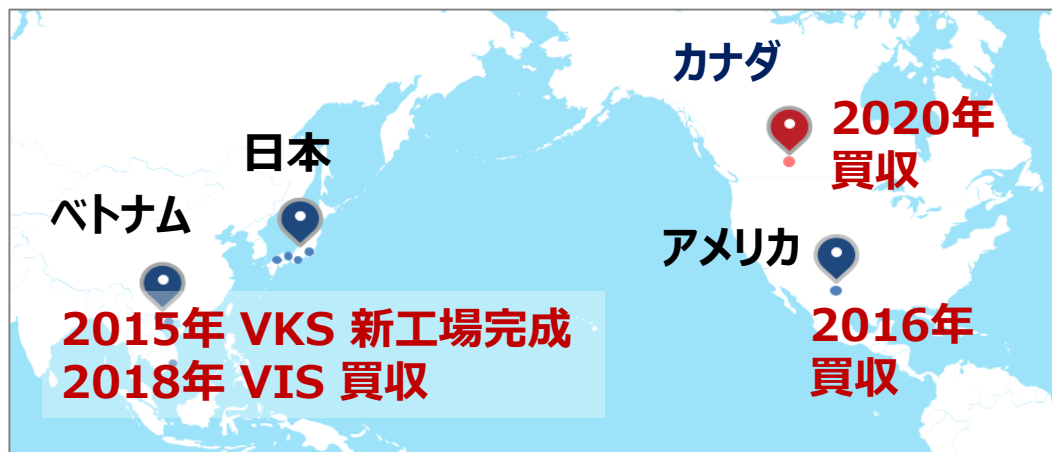 カナダ
2020年
買収
日本
ベトナム
アメリカ
2015年 VKS 新工場完成
2018年 VIS 買収
2016年
買収